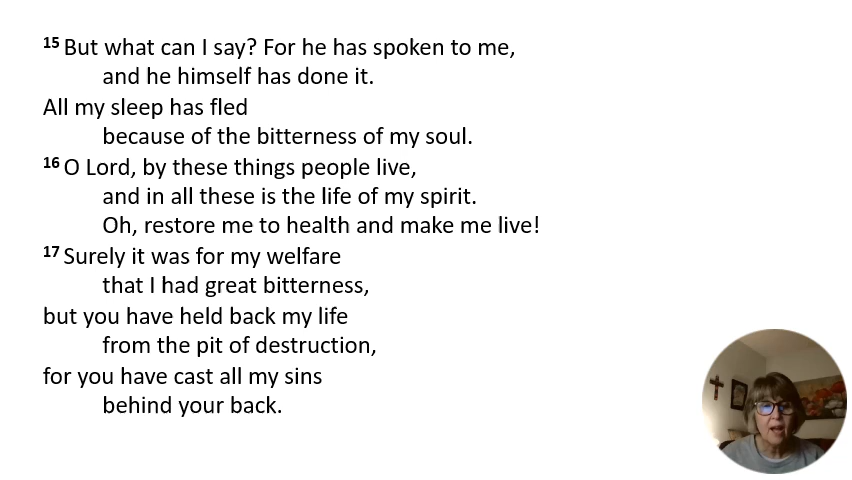 15 But what can I say? For he has spoken to me,
and he himself has done it.
All my sleep has fled
because of the bitterness of my soul.
16 O Lord, by these things people live,
and in all these is the life of my spirit.
Oh, restore me to health and make me live!
17 Surely it was for my welfare
that I had great bitterness,
but you have held back my life
from the pit of destruction,
for you have cast all my sins
behind your back.